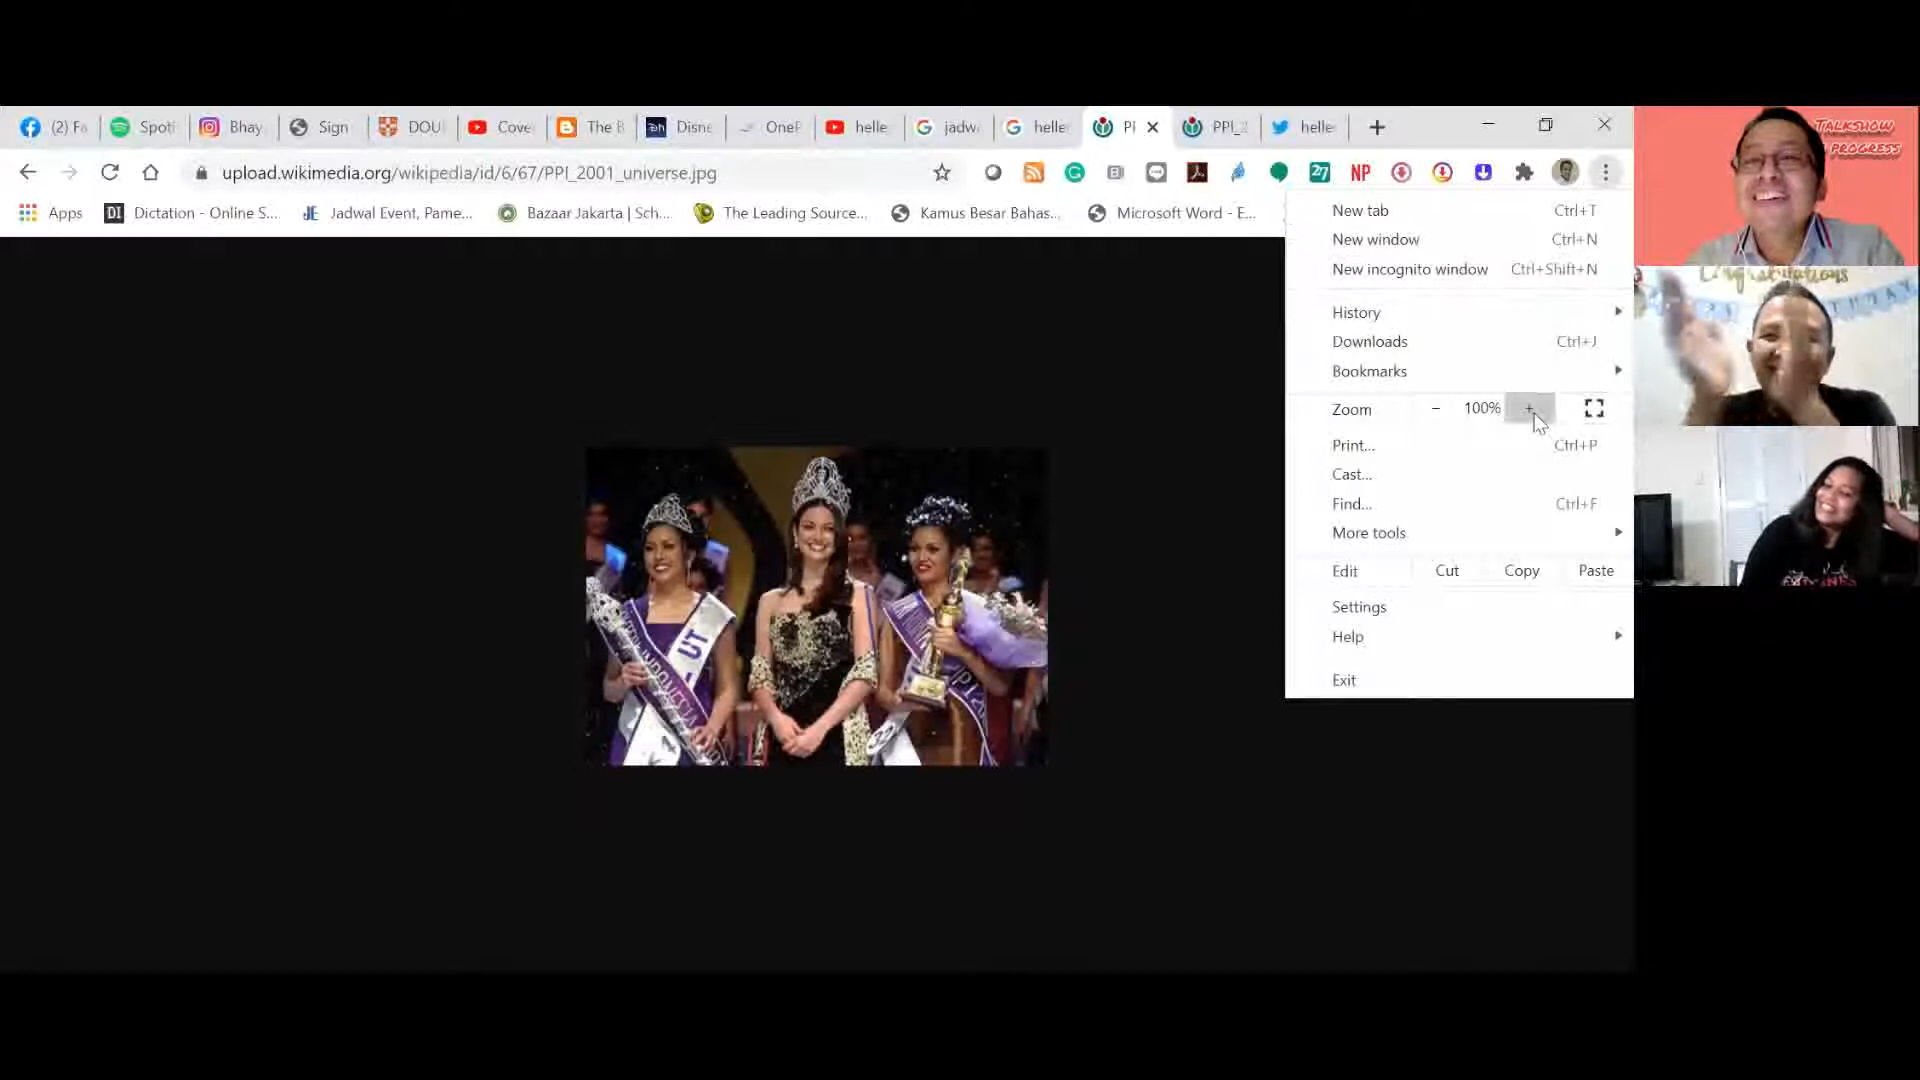 (2) Fa
Spoti
Bhay
Sign
DOU
Cove
The B
Disne
OneP
helle
jadw
helle
PI
PPI_2
helle
upload.wikimedia.org/wikipedia/id/6/67/PPI_2001_universe.jpg
Apps
Dictation - Online S...
Jadwal Event, Pame...
Bazaar Jakarta | Sch...
The Leading Source...
Kamus Besar Bahas...
Microsoft Word - E...
New tab Ctrl+T
New window Ctrl+N
New incognito window Ctrl+Shift+N
History
Downloads Ctrl+J
Bookmarks
Zoom − 100% +
Print... Ctrl+P
Cast...
Find... Ctrl+F
More tools
Edit Cut Copy Paste
Settings
Help
Exit
TALKSHOW
PROGRESS
Congratulations